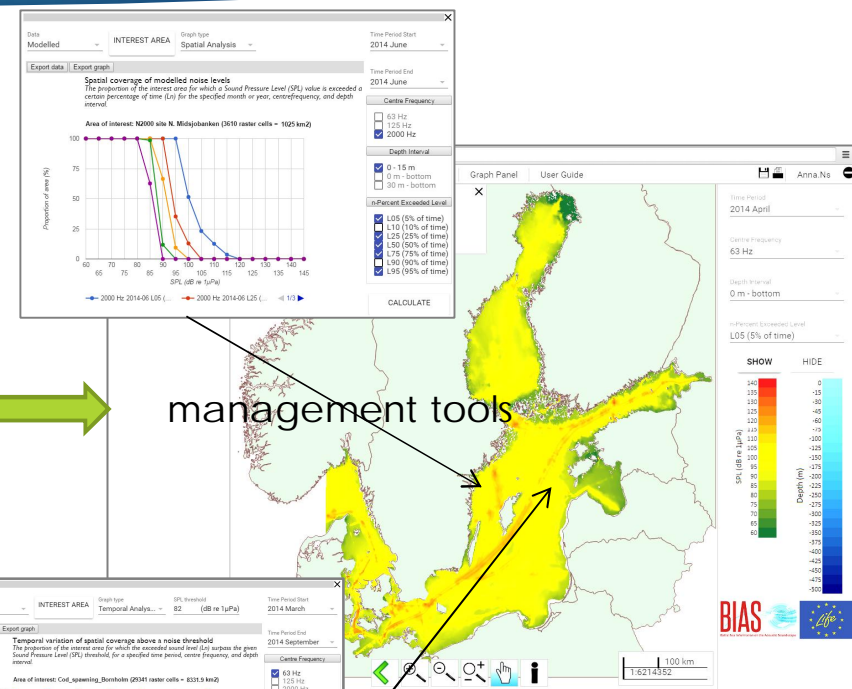 Data
Modelled
INTEREST AREA
Graph type
Spatial Analysis
Time Period Start
2014 June
Export data
Export graph
Time Period End
2014 June
Spatial coverage of modelled noise levels
The proportion of the interest area for which a Sound Pressure Level (SPL) value is exceeded a
certain percentage of time (Ln) for the specified month or year, centrefrequency, and depth
interval.
Area of interest: N2000 site N. Midsjobanken (3610 raster cells = 1025 km2)
Centre Frequency
63 Hz
125 Hz
2000 Hz
Depth Interval
0 - 15 m
0 m - bottom
30 m - bottom
n-Percent Exceeded Level
L05 (5% of time)
L10 (10% of time)
L25 (25% of time)
L50 (50% of time)
L75 (75% of time)
L90 (90% of time)
L95 (95% of time)
Proportion of area (%)
100
75
50
25
0
60 70 80 90 100 110 120 130 140
65 75 85 95 105 115 125 135 145
SPL (dB re 1µPa)
2000 Hz 2014-06 L05 (...
2000 Hz 2014-06 L25 (...
1/3
CALCULATE
Graph Panel
User Guide
Anna.Ns
Time Period
2014 April
Centre Frequency
63 Hz
Depth Interval
0 m - bottom
n-Percent Exceeded Level
L05 (5% of time)
SHOW
HIDE
SPL (dB re 1µPa)
140
135
130
125
120
115
110
105
100
95
90
85
80
75
70
65
60
Depth (m)
0
-15
-30
-45
-60
-75
-100
-125
-150
-175
-200
-225
-250
-275
-300
-325
-350
-375
-400
-425
-450
-475
-500
management tools
BIAS
Life
100 km
1:6214352
INTEREST AREA
Graph type
Temporal Analys...
SPL threshold
82 (dB re 1µPa)
Time Period Start
2014 March
Export graph
Time Period End
2014 September
Temporal variation of spatial coverage above a noise threshold
The proportion of the interest area for which the exceeded sound level (Ln) surpass the given
Sound Pressure Level (SPL) threshold, for a specified time period, centre frequency, and depth
interval.
Area of interest: Cod_spawning_Bornholm (29341 raster cells = 8331.9 km2)
Centre Frequency
63 Hz
125 Hz
2000 Hz